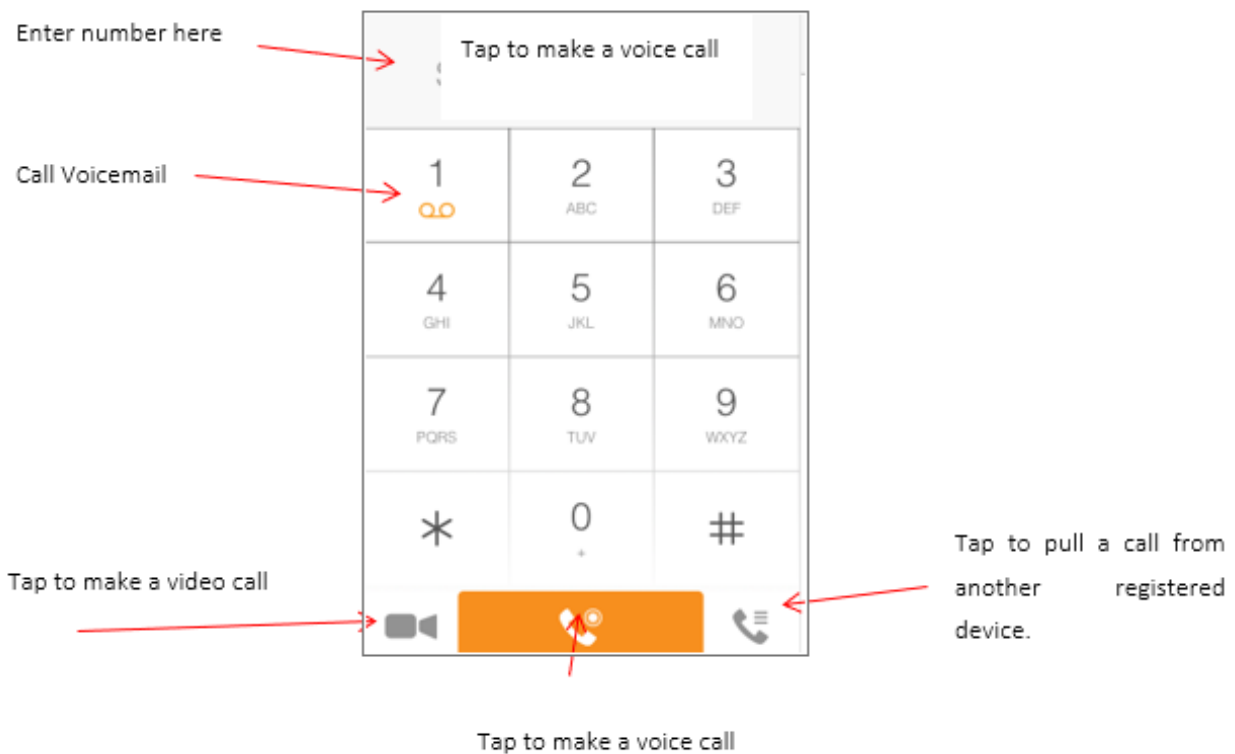 Enter number here
Tap to make a voice call
Call Voicemail
1 2 3
ABC DEF
4 5 6
GHI JKL MNO
7 8 9
PQRS TUV WXYZ
* 0 #
+
Tap to make a video call
Tap to pull a call from
another registered
device.
Tap to make a voice call